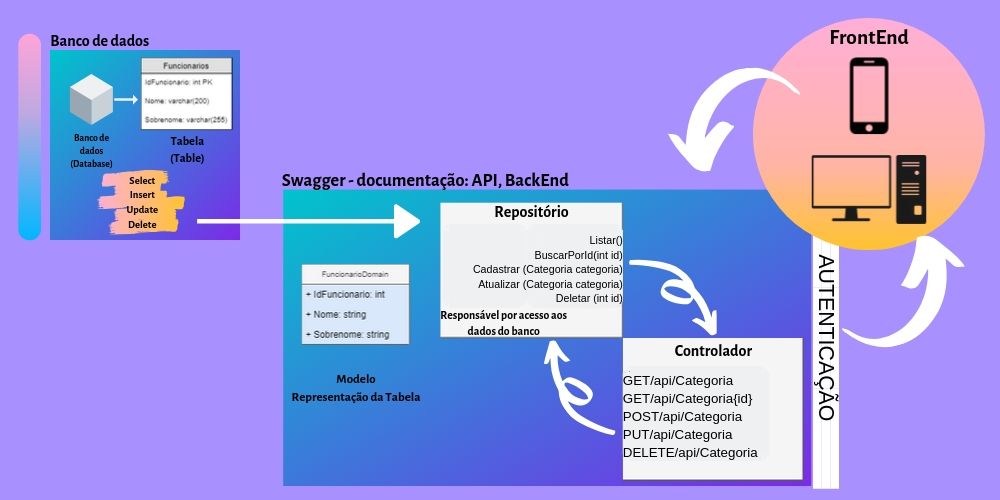 Banco de dados
Funcionarios
IdFuncionario: int PK
Nome: varchar(200)
Sobrenome: varchar(255)
Banco de
dados
(Database)
Tabela
(Table)
Select
Insert
Update
Delete
Swagger - documentação: API, BackEnd
FuncionarioDomain
+ IdFuncionario: int
+ Nome: string
+ Sobrenome: string
Modelo
Representação da Tabela
Repositório
Listar()
BuscarPorId(int id)
Cadastrar (Categoria categoria)
Atualizar (Categoria categoria)
Deletar (int id)
Responsável por acesso aos
dados do banco
Controlador
GET/api/Categoria
GET/api/Categoria{id}
POST/api/Categoria
PUT/api/Categoria
DELETE/api/Categoria
AUTENTICAÇÃO
FrontEnd